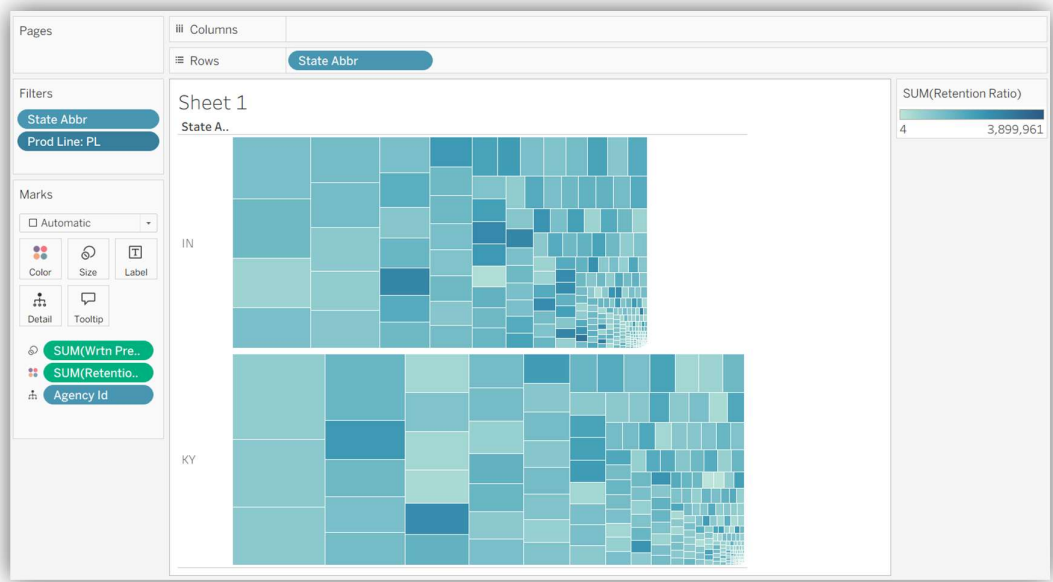 Pages
Columns
Rows
State Abbr
Filters
State Abbr
Prod Line: PL
Marks
Automatic
Color
Size
Label
Detail
Tooltip
SUM(Wrtn Pre..
SUM(Retentio..
Agency Id
Sheet 1
State A..
IN
KY
SUM(Retention Ratio)
4 3,899,961